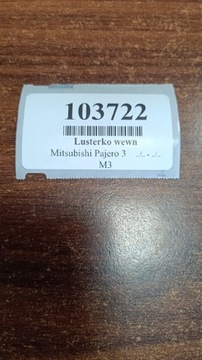 103722
Lusterko wewn
Mitsubishi Pajero 3 ../.. - ../..
M3